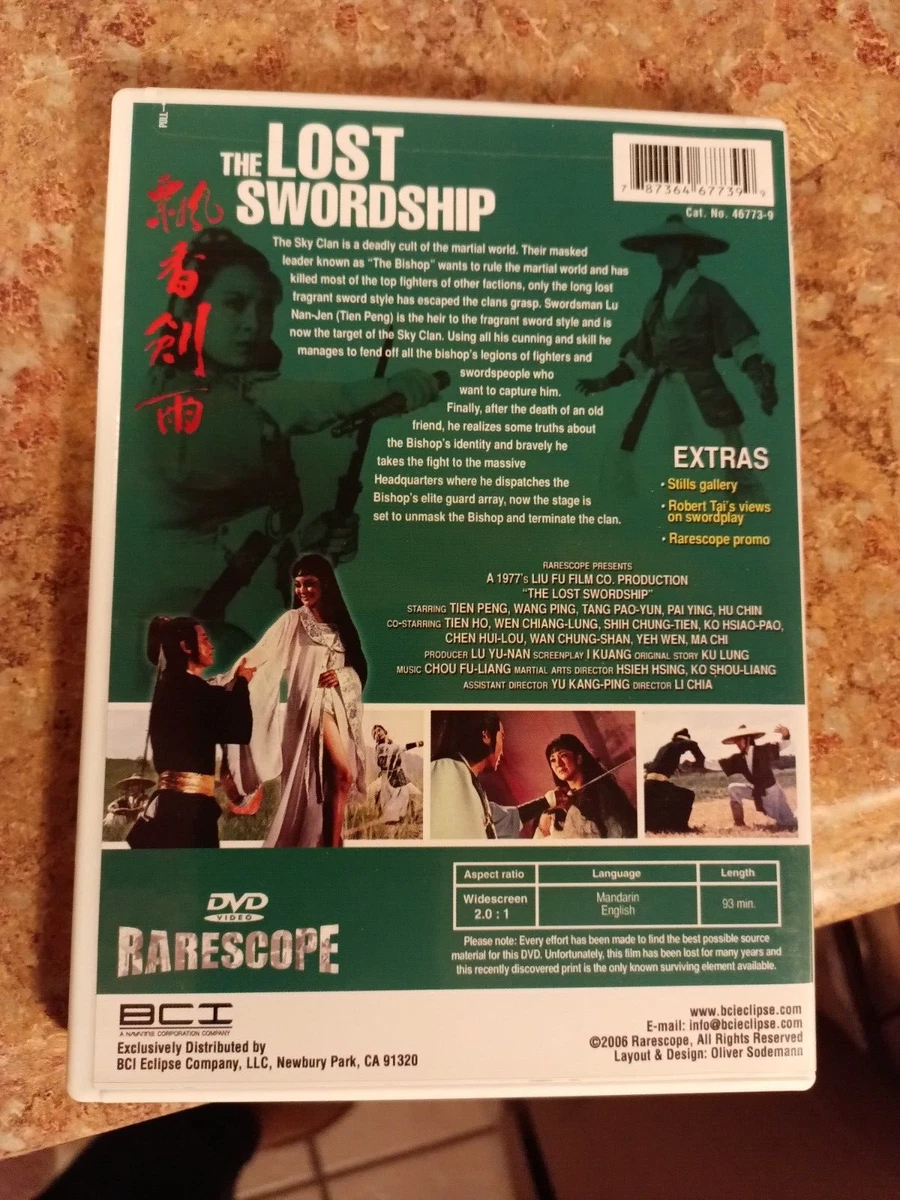 PULL
THE LOST
SWORDSHIP
飄
香
劍
雨
7 87364 67739 9
Cat. No. 46773-9
The Sky Clan is a deadly cult of the martial world. Their masked
leader known as "The Bishop" wants to rule the martial world and has
killed most of the top fighters of other factions, only the long lost
fragrant sword style has escaped the clans grasp. Swordsman Lu
Nan-Jen (Tien Peng) is the heir to the fragrant sword style and is
now the target of the Sky Clan. Using all his cunning and skill he
manages to fend off all the bishop's legions of fighters and
swordspeople who
want to capture him.
Finally, after the death of an old
friend, he realizes some truths about
the Bishop's identity and bravely he
takes the fight to the massive
Headquarters where he dispatches the
Bishop's elite guard array, now the stage is
set to unmask the Bishop and terminate the clan.
EXTRAS
• Stills gallery
• Robert Tai's views
on swordplay
• Rarescope promo
RARESCOPE PRESENTS
A 1977's LIU FU FILM CO. PRODUCTION
"THE LOST SWORDSHIP"
STARRING TIEN PENG, WANG PING, TANG PAO-YUN, PAI YING, HU CHIN
CO-STARRING TIEN HO, WEN CHIANG-LUNG, SHIH CHUNG-TIEN, KO HSIAO-PAO,
CHEN HUI-LOU, WAN CHUNG-SHAN, YEH WEN, MA CHI
PRODUCER LU YU-NAN SCREENPLAY I KUANG ORIGINAL STORY KU LUNG
MUSIC CHOU FU-LIANG MARTIAL ARTS DIRECTOR HSIEH HSING, KO SHOU-LIANG
ASSISTANT DIRECTOR YU KANG-PING DIRECTOR LI CHIA
DVD
VIDEO
RARESCOPE
Aspect ratio Language Length
Widescreen
2.0 : 1
Mandarin
English
93 min.
Please note: Every effort has been made to find the best possible source
material for this DVD. Unfortunately, this film has been lost for many years and
this recently discovered print is the only known surviving element available.
BCI
A NAVARRE CORPORATION COMPANY
Exclusively Distributed by
BCI Eclipse Company, LLC, Newbury Park, CA 91320
www.bcieclipse.com
E-mail: info@bcieclipse.com
©2006 Rarescope, All Rights Reserved
Layout & Design: Oliver Sodemann